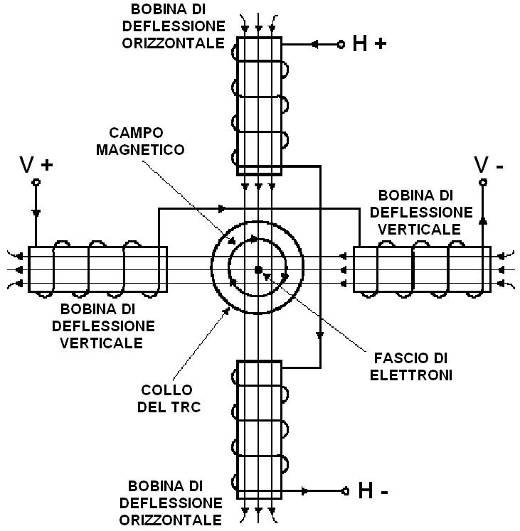 BOBINA DI
DEFLESSIONE
ORIZZONTALE
H +
CAMPO
MAGNETICO
V +
V -
BOBINA DI
DEFLESSIONE
VERTICALE
BOBINA DI
DEFLESSIONE
VERTICALE
FASCIO DI
ELETTRONI
COLLO
DEL TRC
BOBINA DI
DEFLESSIONE
ORIZZONTALE
H -